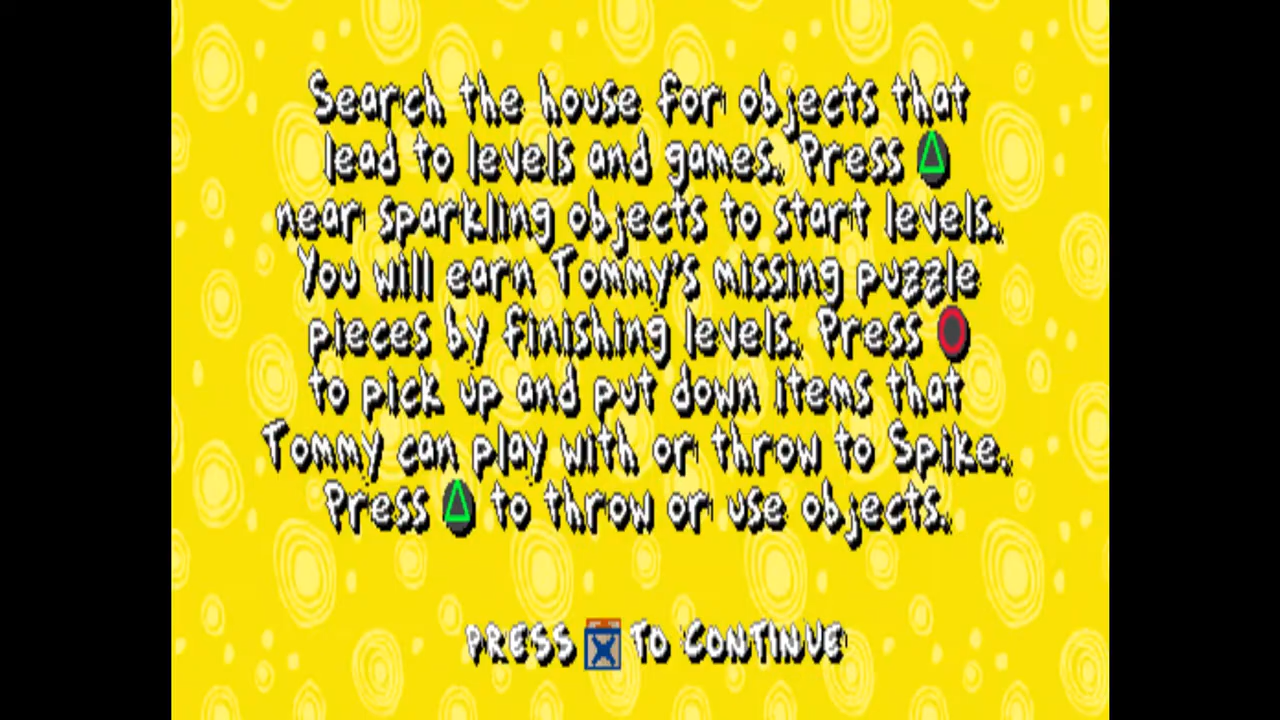 Search the house for objects that
lead to levels and games. Press
near sparkling objects to start levels.
You will earn Tommy's missing puzzle
pieces by finishing levels. Press
to pick up and put down items that
Tommy can play with or throw to Spike.
Press to throw or use objects.
PRESS X TO CONTINUE